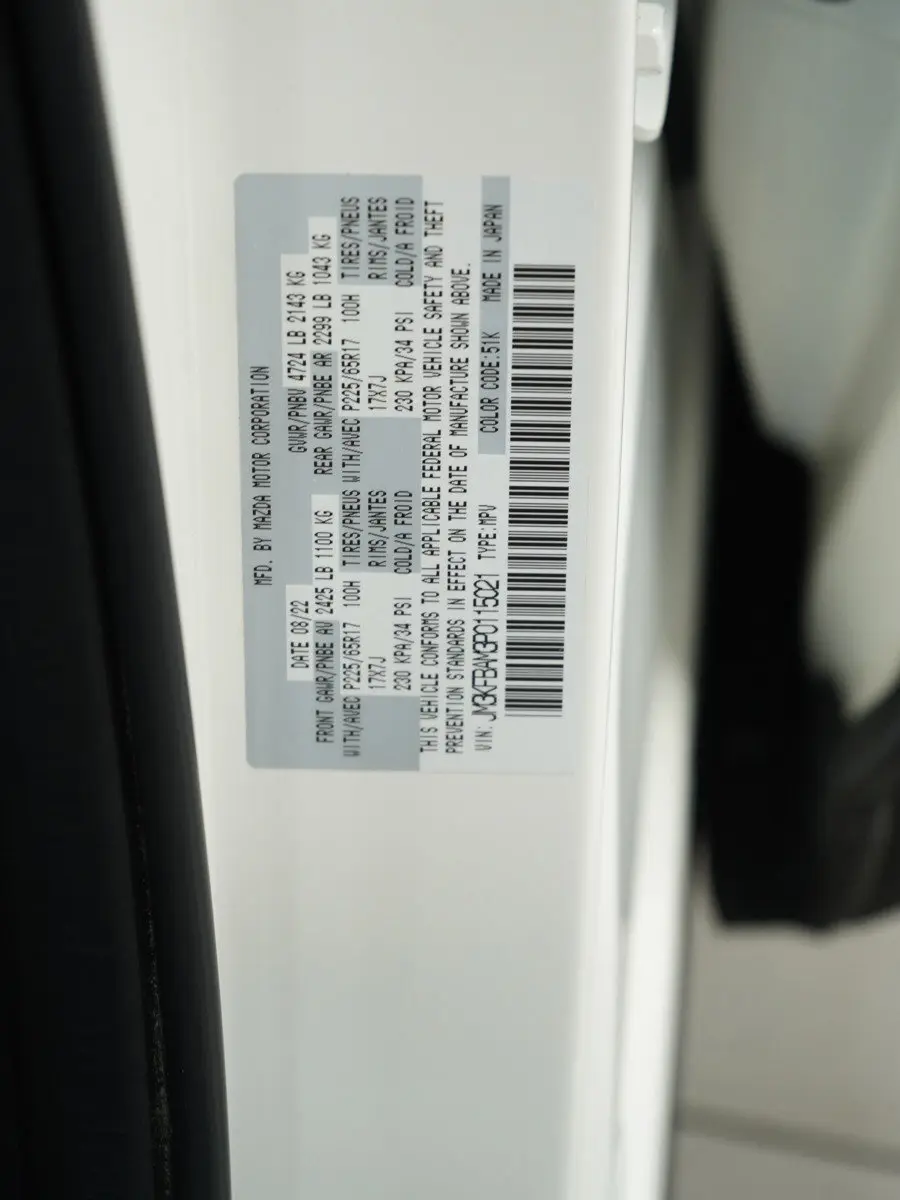 MFD. BY MAZDA MOTOR CORPORATION
DATE 08/22 GVWR/PNBV 4724 LB 2143 KG
FRONT GAWR/PNBE AV 2425 LB 1100 KG REAR GAWR/PNBE AR 2299 LB 1043 KG
WITH/AVEC P225/65R17 100H TIRES/PNEUS WITH/AVEC P225/65R17 100H TIRES/PNEUS
17X7J RIMS/JANTES 17X7J RIMS/JANTES
230 KPA/34 PSI COLD/A FROID 230 KPA/34 PSI COLD/A FROID
THIS VEHICLE CONFORMS TO ALL APPLICABLE FEDERAL MOTOR VEHICLE SAFETY AND THEFT
PREVENTION STANDARDS IN EFFECT ON THE DATE OF MANUFACTURE SHOWN ABOVE.
VIN: JM3KFBAM3P0115021 TYPE:MPV COLOR CODE:51K MADE IN JAPAN